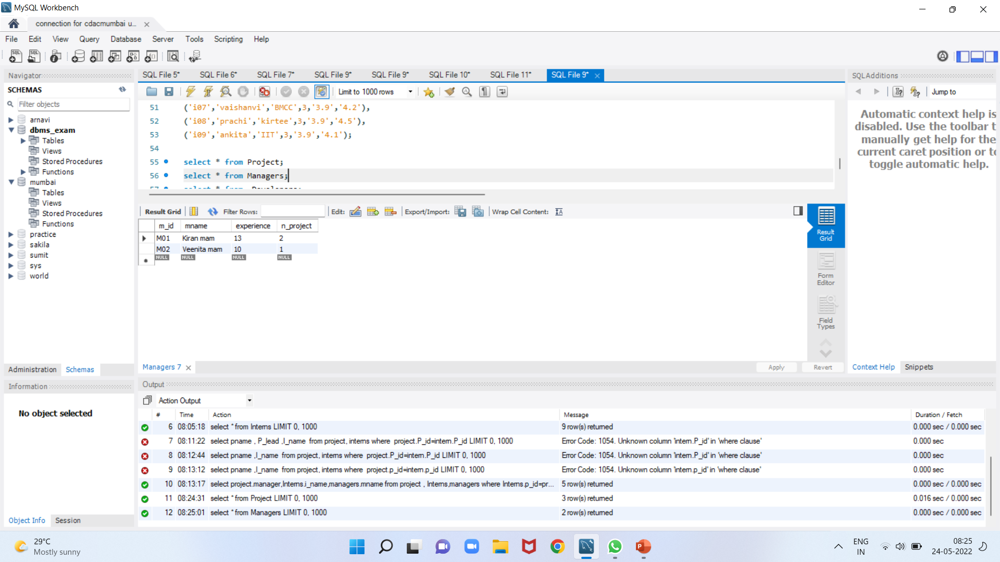 MySQL Workbench
connection for cdacmumbai u...
File Edit View Query Database Server Tools Scripting Help
Navigator
SCHEMAS
Filter objects
arnavi
dbms_exam
Tables
Views
Stored Procedures
Functions
mumbai
Tables
Views
Stored Procedures
Functions
practice
sakila
sumit
sys
world
Administration Schemas
Information
No object selected
Object Info Session
SQL File 5* SQL File 6* SQL File 7* SQL File 9* SQL File 9* SQL File 10* SQL File 11* SQL File 9*
Limit to 1000 rows
51 ('i07','vaishanvi','BMCC',3,'3.9','4.2'),
52 ('i08','prachi','kirtee',3,'3.9','4.5'),
53 ('i09','ankita','IIT',3,'3.9','4.1');
54
55 select * from Project;
56 select * from Managers;
57 select * from Developers;
Result Grid Filter Rows: Edit: Export/Import: Wrap Cell Content:
m_id mname experience n_project
M01 Kiran mam 13 2
M02 Veenita mam 10 1
NULL NULL NULL NULL
Result Grid
Form Editor
Field Types
Managers 7
Apply Revert
SQLAdditions
Jump to
Automatic context help is
disabled. Use the toolbar t
manually get help for the
current caret position or to
toggle automatic help.
Context Help Snippets
Output
Action Output
# Time Action Message Duration / Fetch
6 08:05:18 select * from Interns LIMIT 0, 1000 9 row(s) returned 0.000 sec / 0.000 sec
7 08:11:22 select pname , P_lead ,I_name from project, interns where project.P_id=intern.P_id LIMIT 0, 1000 Error Code: 1054. Unknown column 'intern.P_id' in 'where clause' 0.000 sec
8 08:12:44 select pname ,I_name from project, interns where project.P_id=intern.P_id LIMIT 0, 1000 Error Code: 1054. Unknown column 'intern.P_id' in 'where clause' 0.000 sec
9 08:13:12 select pname ,I_name from project, interns where project.p_id=intern.p_id LIMIT 0, 1000 Error Code: 1054. Unknown column 'intern.p_id' in 'where clause' 0.000 sec
10 08:13:17 select project.manager,Interns.i_name,managers.mname from project , Interns,managers where Interns.p_id=pr... 5 row(s) returned 0.000 sec / 0.000 sec
11 08:24:31 select * from Project LIMIT 0, 1000 3 row(s) returned 0.016 sec / 0.000 sec
12 08:25:01 select * from Managers LIMIT 0, 1000 2 row(s) returned 0.000 sec / 0.000 sec
29°C
Mostly sunny
ENG
IN
08:25
24-05-2022